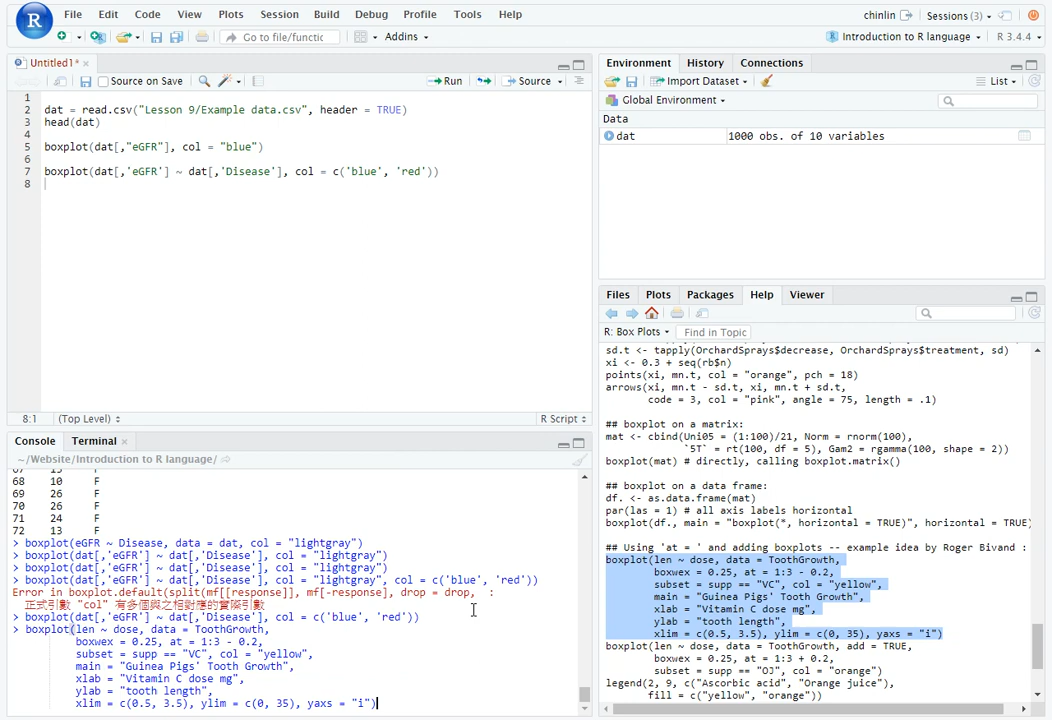 File Edit Code View Plots Session Build Debug Profile Tools Help
chinlin Sessions (3)
Go to file/functic Addins
Introduction to R language R 3.4.4
Untitled1*
Source on Save Run Source
1
2 dat = read.csv("Lesson 9/Example data.csv", header = TRUE)
3 head(dat)
4
5 boxplot(dat[,"eGFR"], col = "blue")
6
7 boxplot(dat[,'eGFR'] ~ dat[,'Disease'], col = c('blue', 'red'))
8
8:1 (Top Level) R Script
Console Terminal
~/Website/Introduction to R language/
68 10 F
69 26 F
70 26 F
71 24 F
72 13 F
> boxplot(eGFR ~ Disease, data = dat, col = "lightgray")
> boxplot(dat[,'eGFR'] ~ dat[,'Disease'], col = "lightgray")
> boxplot(dat[,'eGFR'] ~ dat[,'Disease'], col = "lightgray")
> boxplot(dat[,'eGFR'] ~ dat[,'Disease'], col = "lightgray", col = c('blue', 'red'))
Error in boxplot.default(split(mf[[response]], mf[-response], drop = drop, :
正式引數 "col" 有多個與之相對應的實際引數
> boxplot(dat[,'eGFR'] ~ dat[,'Disease'], col = c('blue', 'red'))
> boxplot(len ~ dose, data = ToothGrowth,
boxwex = 0.25, at = 1:3 - 0.2,
subset = supp == "VC", col = "yellow",
main = "Guinea Pigs' Tooth Growth",
xlab = "Vitamin C dose mg",
ylab = "tooth length",
xlim = c(0.5, 3.5), ylim = c(0, 35), yaxs = "i")
Environment History Connections
Import Dataset List
Global Environment
Data
dat 1000 obs. of 10 variables
Files Plots Packages Help Viewer
R: Box Plots Find in Topic
sd.t <- tapply(OrchardSprays$decrease, OrchardSprays$treatment, sd)
xi <- 0.3 + seq(rb$n)
points(xi, mn.t, col = "orange", pch = 18)
arrows(xi, mn.t - sd.t, xi, mn.t + sd.t,
code = 3, col = "pink", angle = 75, length = .1)
## boxplot on a matrix:
mat <- cbind(Uni05 = (1:100)/21, Norm = rnorm(100),
`5T` = rt(100, df = 5), Gam2 = rgamma(100, shape = 2))
boxplot(mat) # directly, calling boxplot.matrix()
## boxplot on a data frame:
df. <- as.data.frame(mat)
par(las = 1) # all axis labels horizontal
boxplot(df., main = "boxplot(*, horizontal = TRUE)", horizontal = TRUE)
## Using 'at = ' and adding boxplots -- example idea by Roger Bivand :
boxplot(len ~ dose, data = ToothGrowth,
boxwex = 0.25, at = 1:3 - 0.2,
subset = supp == "VC", col = "yellow",
main = "Guinea Pigs' Tooth Growth",
xlab = "Vitamin C dose mg",
ylab = "tooth length",
xlim = c(0.5, 3.5), ylim = c(0, 35), yaxs = "i")
boxplot(len ~ dose, data = ToothGrowth, add = TRUE,
boxwex = 0.25, at = 1:3 + 0.2,
subset = supp == "OJ", col = "orange")
legend(2, 9, c("Ascorbic acid", "Orange juice"),
fill = c("yellow", "orange"))